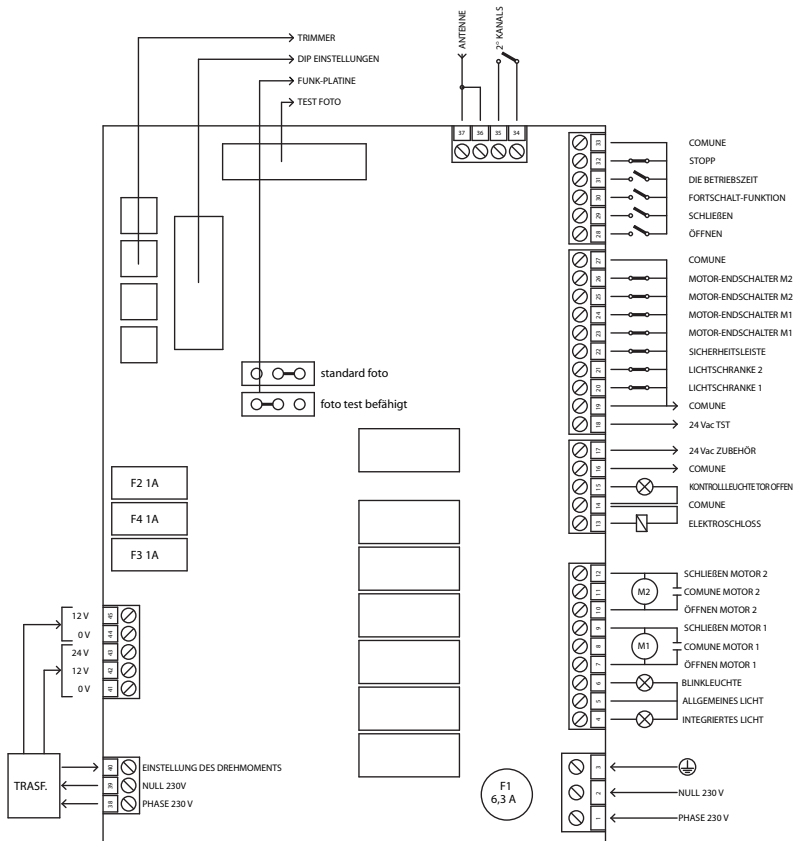 TRIMMER
DIP EINSTELLUNGEN
FUNK-PLATINE
TEST FOTO
ANTENNE
2° KANALS
37 36 35 34
33 COMUNE
32 STOPP
31 DIE BETRIEBSZEIT
30 FORTSCHALT-FUNKTION
29 SCHLIEßEN
28 ÖFFNEN
27 COMUNE
26 MOTOR-ENDSCHALTER M2
25 MOTOR-ENDSCHALTER M2
24 MOTOR-ENDSCHALTER M1
23 MOTOR-ENDSCHALTER M1
22 SICHERHEITSLEISTE
21 LICHTSCHRANKE 2
20 LICHTSCHRANKE 1
19 COMUNE
18 24 Vac TST
standard foto
foto test befähigt
17 24 Vac ZUBEHÖR
16 COMUNE
15 KONTROLLLEUCHTE TOR OFFEN
14 COMUNE
13 ELEKTROSCHLOSS
F2 1A
F4 1A
F3 1A
12 SCHLIEßEN MOTOR 2
11 M2 COMUNE MOTOR 2
10 ÖFFNEN MOTOR 2
9 SCHLIEßEN MOTOR 1
8 M1 COMUNE MOTOR 1
7 ÖFFNEN MOTOR 1
6 BLINKLEUCHTE
5 ALLGEMEINES LICHT
4 INTEGRIERTES LICHT
12 V 45
0 V 44
24 V 43
12 V 42
0 V 41
TRASF.
40 EINSTELLUNG DES DREHMOMENTS
39 NULL 230V
38 PHASE 230 V
F1
6,3 A
3
2 NULL 230 V
1 PHASE 230 V